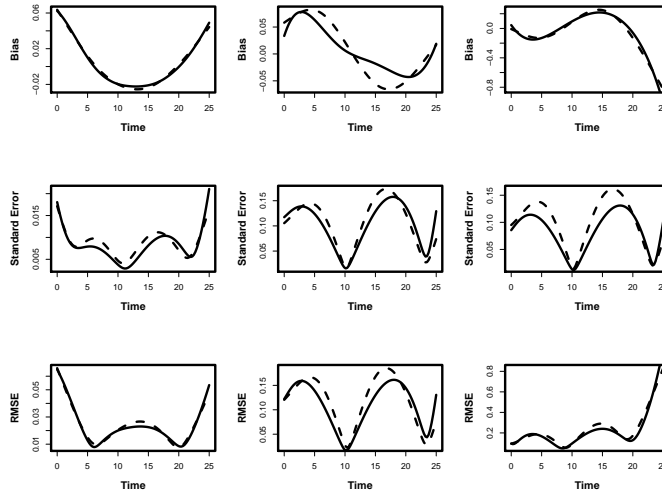 Bias
−0.02 0.02 0.06
0 5 10 15 20 25
Time
Bias
−0.05 0.00 0.05
0 5 10 15 20 25
Time
Bias
−0.8 −0.4 0.0
0 5 10 15 20 25
Time
Standard Error
0.005 0.015
0 5 10 15 20 25
Time
Standard Error
0.05 0.10 0.15
0 5 10 15 20 25
Time
Standard Error
0.05 0.10 0.15
0 5 10 15 20 25
Time
RMSE
0.01 0.03 0.05
0 5 10 15 20 25
Time
RMSE
0.05 0.10 0.15
0 5 10 15 20 25
Time
RMSE
0.2 0.4 0.6 0.8
0 5 10 15 20 25
Time